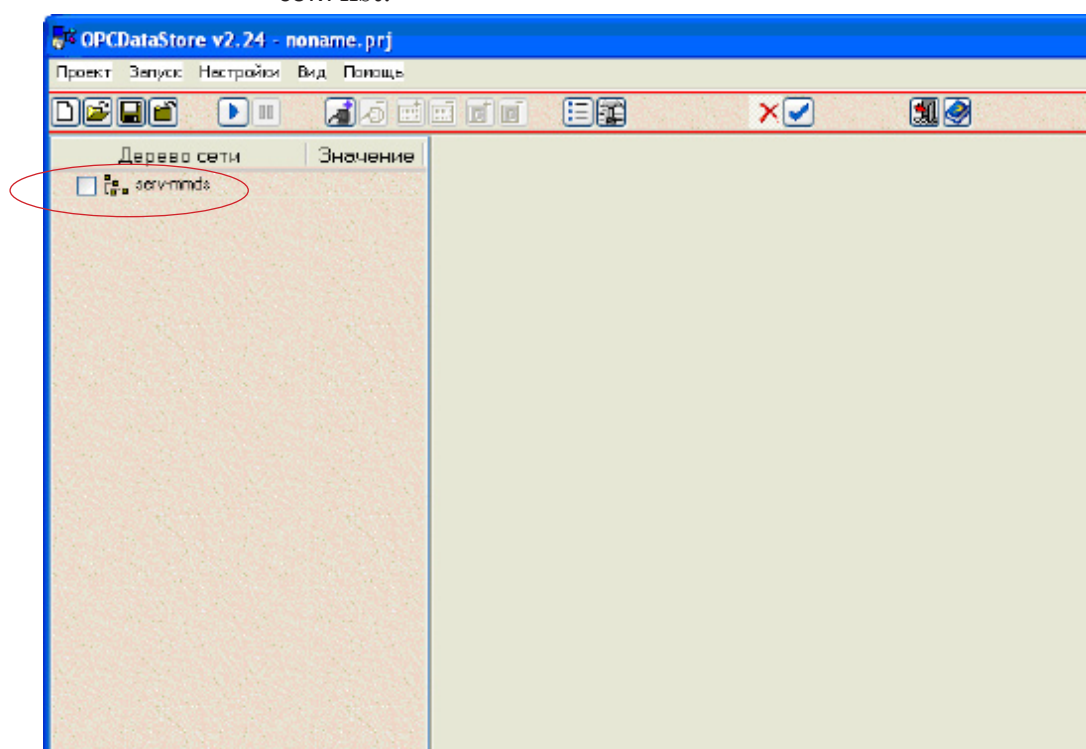 OPCDataStore v2.24 - noname.prj
Проект Запуск Настройки Вид Помощь
Дерево сети Значение
serv-mmds